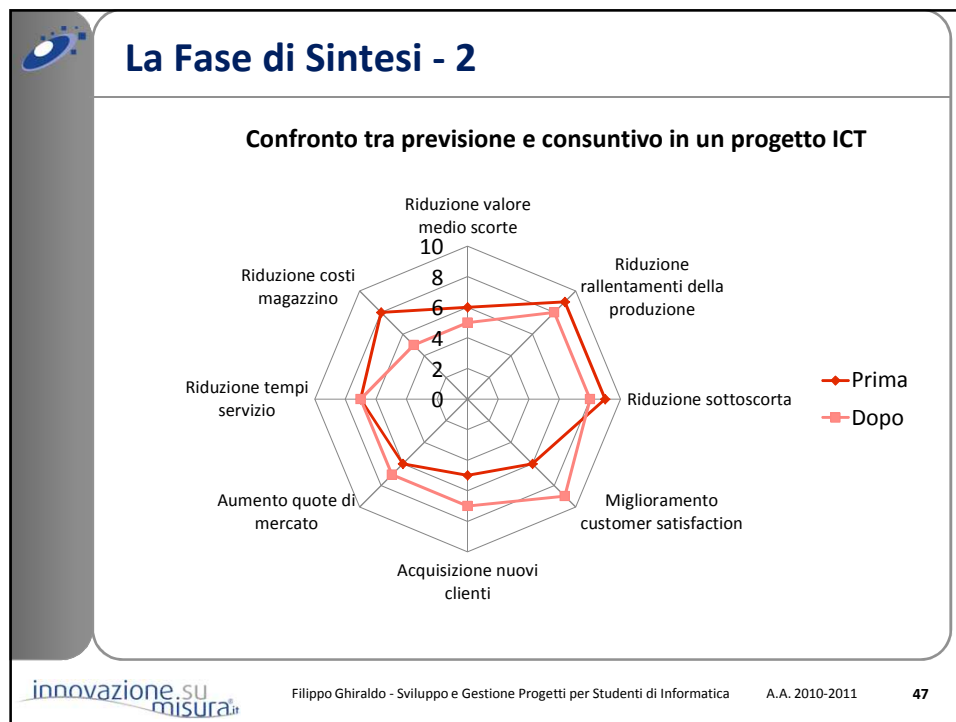 La Fase di Sintesi - 2
Confronto tra previsione e consuntivo in un progetto ICT
Riduzione valore
medio scorte
Riduzione
rallentamenti della
produzione
Riduzione sottoscorta
Miglioramento
customer satisfaction
Acquisizione nuovi
clienti
Aumento quote di
mercato
Riduzione tempi
servizio
Riduzione costi
magazzino
10
8
6
4
2
0
Prima
Dopo
innovazione.su
misura.it
Filippo Ghiraldo - Sviluppo e Gestione Progetti per Studenti di Informatica A.A. 2010-2011 47